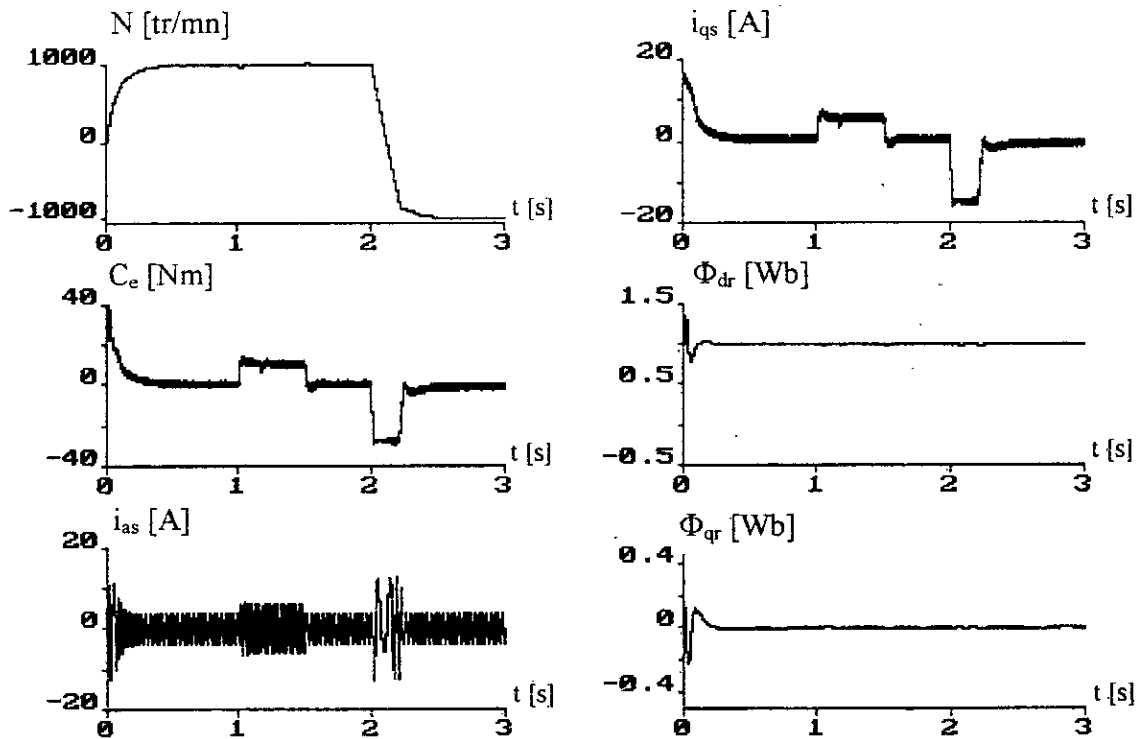 N [tr/mn]
1000
0
-1000
t [s]
0 1 2 3
i_qs [A]
20
0
-20
t [s]
0 1 2 3
C_e [Nm]
40
0
-40
t [s]
0 1 2 3
Φ_dr [Wb]
1.5
0.5
-0.5
t [s]
0 1 2 3
i_as [A]
20
0
-20
t [s]
0 1 2 3
Φ_qr [Wb]
0.4
0
-0.4
t [s]
0 1 2 3